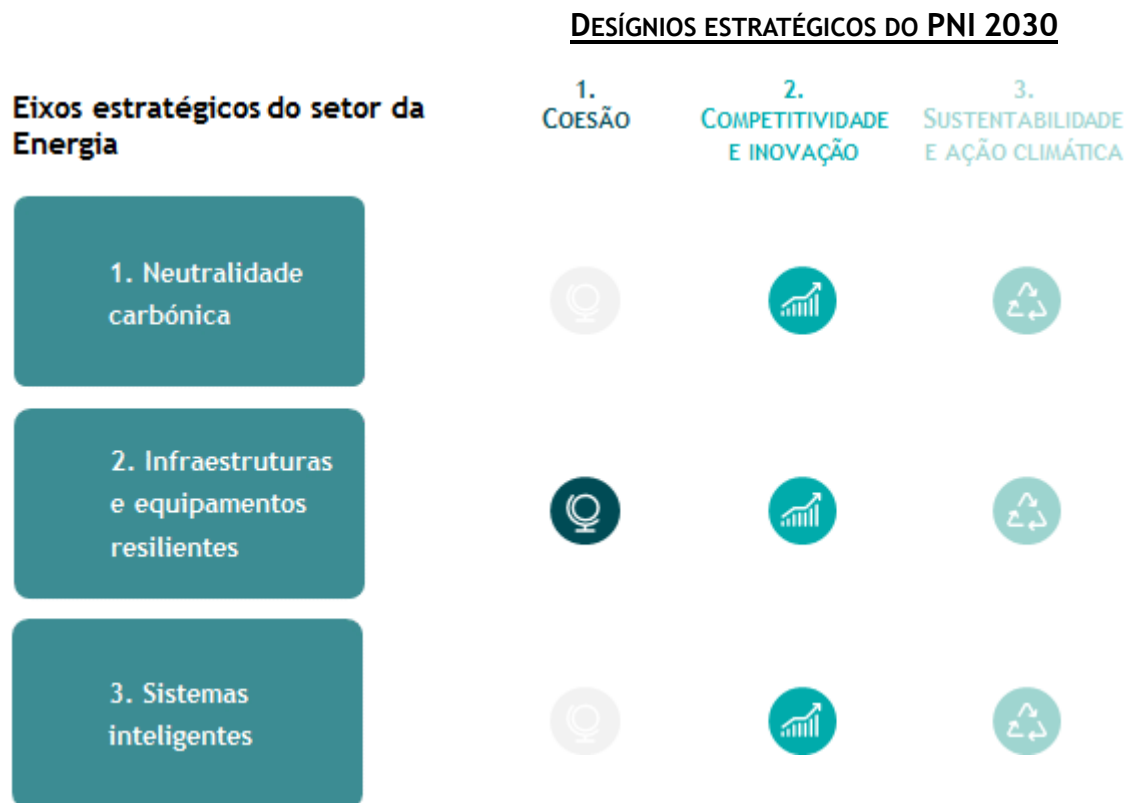 DESÍGNIOS ESTRATÉGICOS DO PNI 2030
Eixos estratégicos do setor da
Energia
1.
COESÃO
2.
COMPETITIVIDADE
E INOVAÇÃO
3.
SUSTENTABILIDADE
E AÇÃO CLIMÁTICA
1. Neutralidade
carbónica
2. Infraestruturas
e equipamentos
resilientes
3. Sistemas
inteligentes